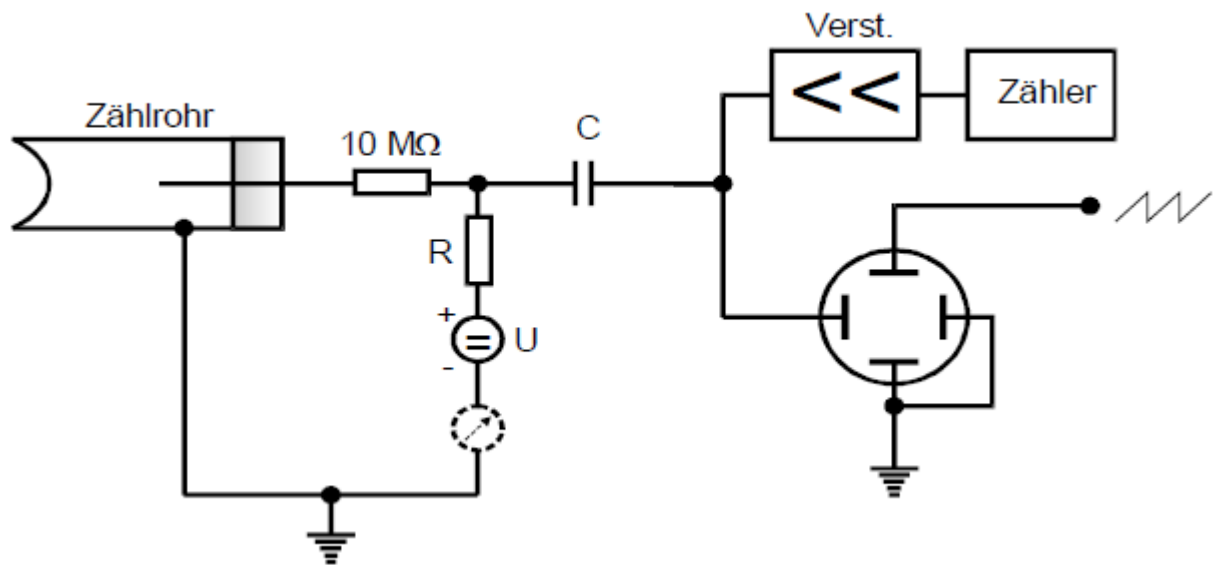 Verst.
<< Zähler
Zählrohr
10 MΩ
C
R
+
= U
-